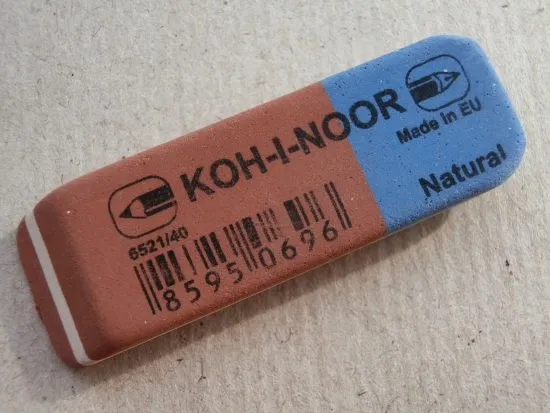 KOH-I-NOOR
Made in EU
Natural
6521/40
8595 0696